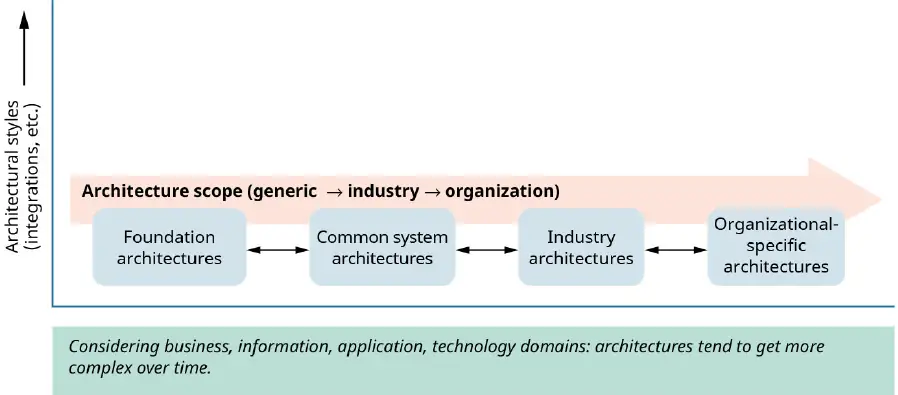 Architectural styles
(integrations, etc.)
Architecture scope (generic → industry → organization)
Foundation
architectures
Common system
architectures
Industry
architectures
Organizational-
specific
architectures
Considering business, information, application, technology domains: architectures tend to get more
complex over time.